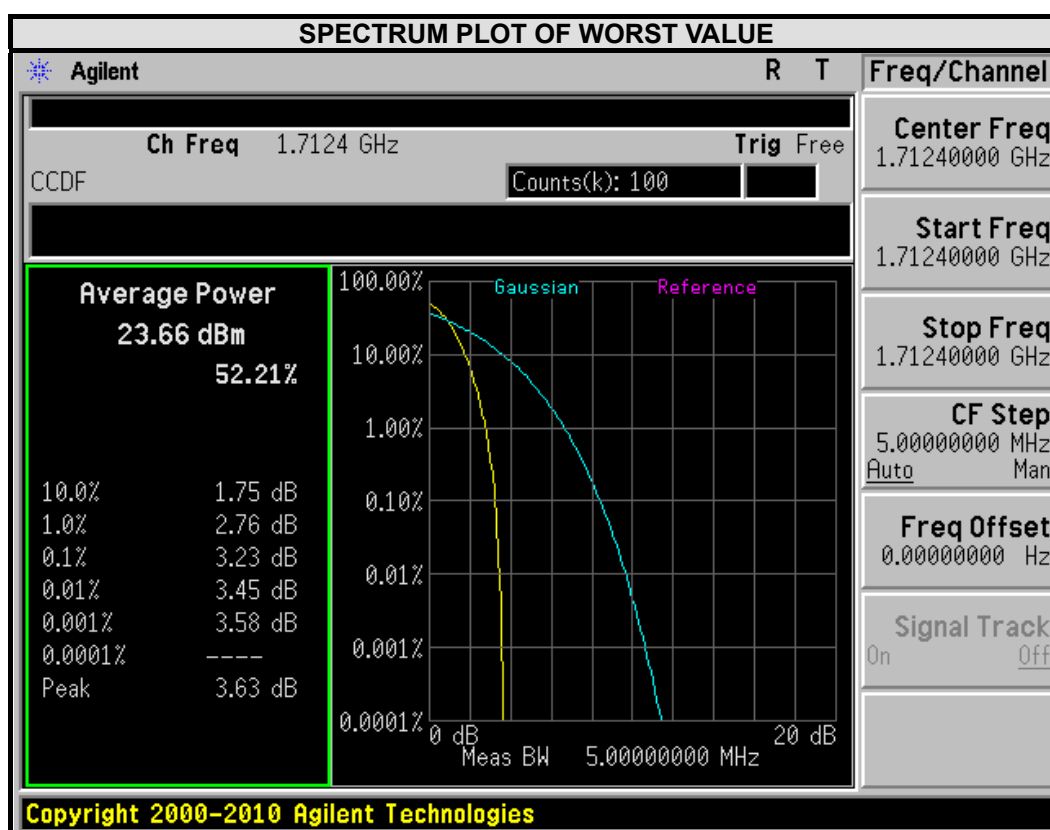 SPECTRUM PLOT OF WORST VALUE
Agilent R T
Freq/Channel
Ch Freq 1.7124 GHz Trig Free
CCDF Counts(k): 100
Average Power
23.66 dBm
52.21%
10.0% 1.75 dB
1.0% 2.76 dB
0.1% 3.23 dB
0.01% 3.45 dB
0.001% 3.58 dB
0.0001% ----
Peak 3.63 dB
Gaussian Reference
100.00%
10.00%
1.00%
0.10%
0.01%
0.001%
0.0001%
0 dB 20 dB
Meas BW 5.00000000 MHz
Center Freq
1.71240000 GHz
Start Freq
1.71240000 GHz
Stop Freq
1.71240000 GHz
CF Step
5.00000000 MHz
Auto Man
Freq Offset
0.00000000 Hz
Signal Track
On Off
Copyright 2000-2010 Agilent Technologies